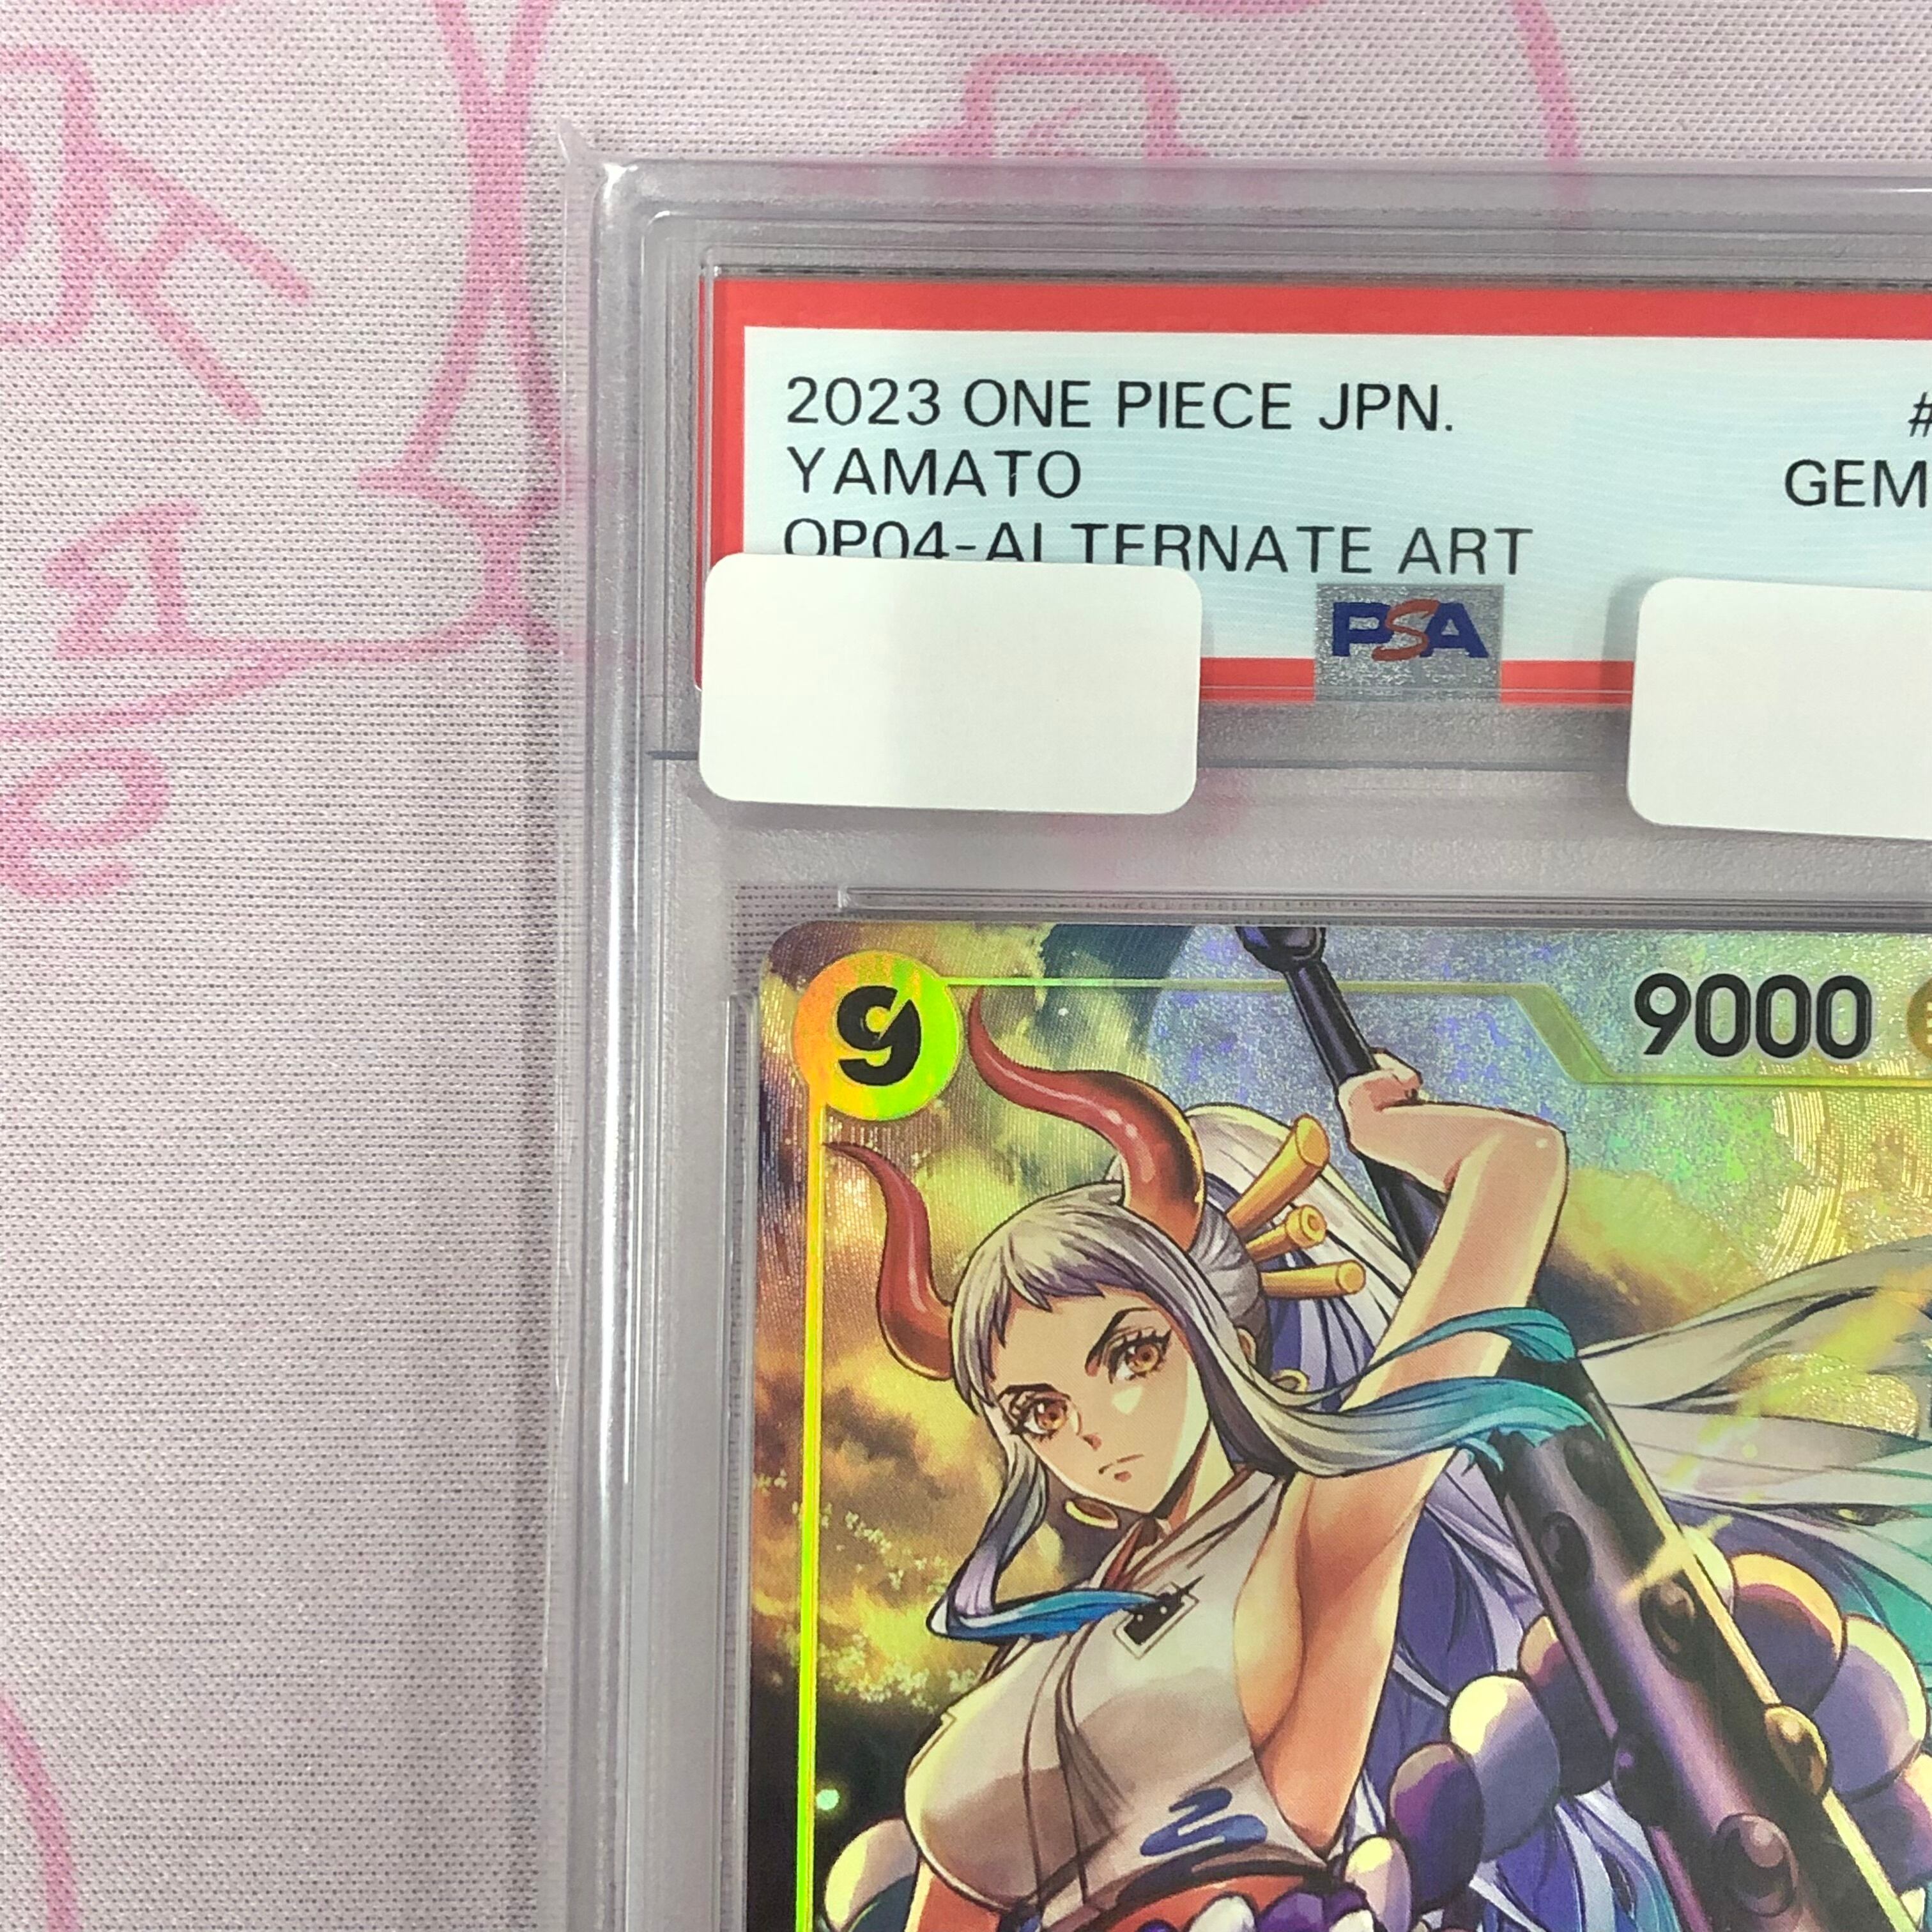 2023 ONE PIECE JPN. #
YAMATO GEM
OP04-ALTERNATE ART
PSA
9 9000